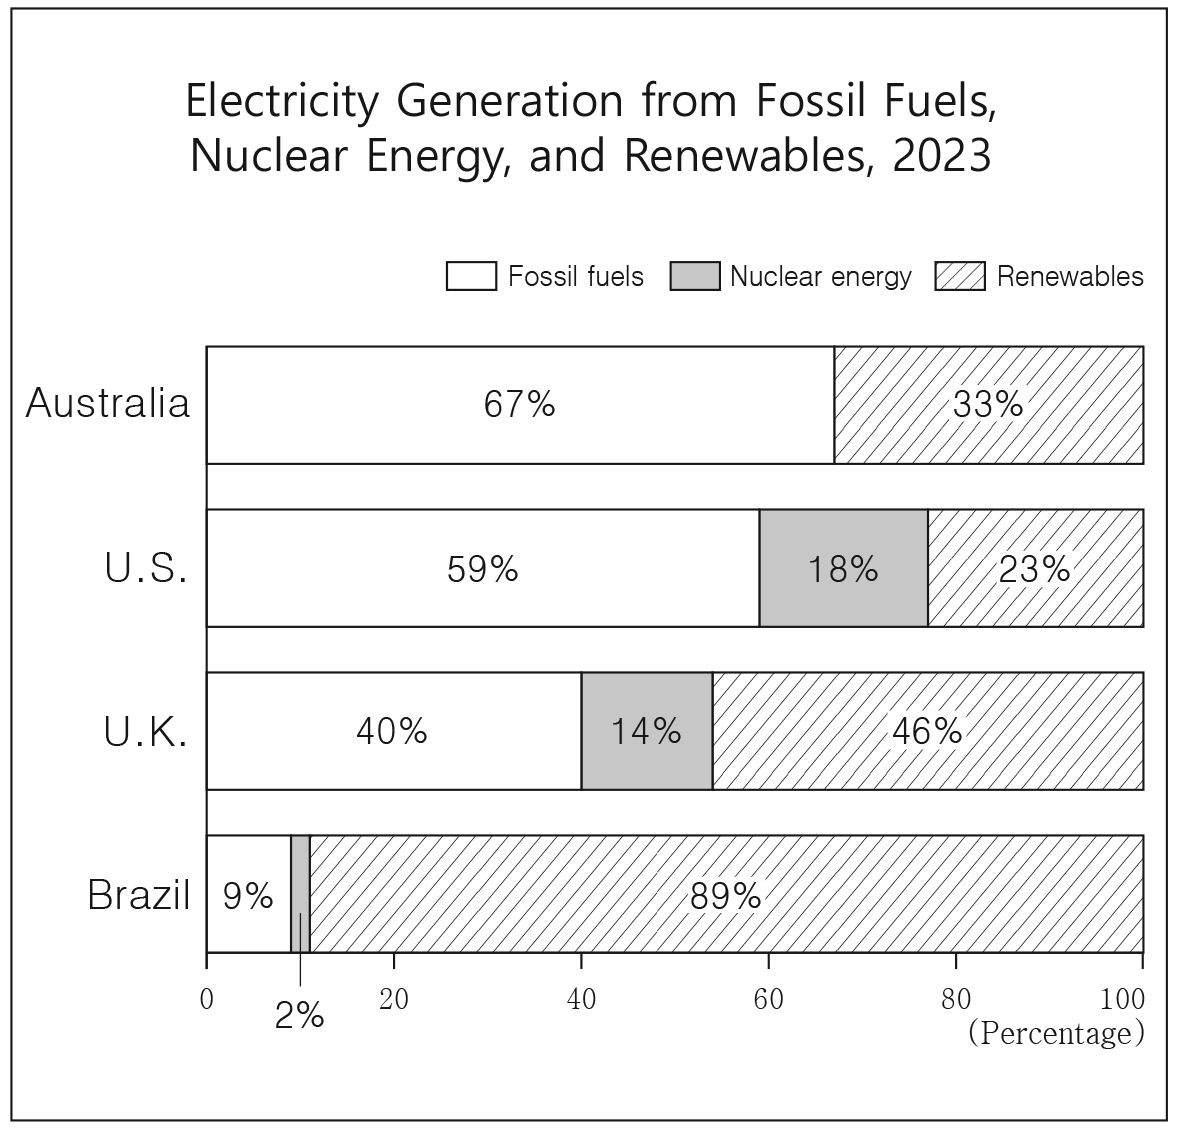 Electricity Generation from Fossil Fuels,
Nuclear Energy, and Renewables, 2023
Fossil fuels Nuclear energy Renewables
Australia 67% 33%
U.S. 59% 18% 23%
U.K. 40% 14% 46%
Brazil 9% 89%
0 20 40 60 80 100
2%
(Percentage)